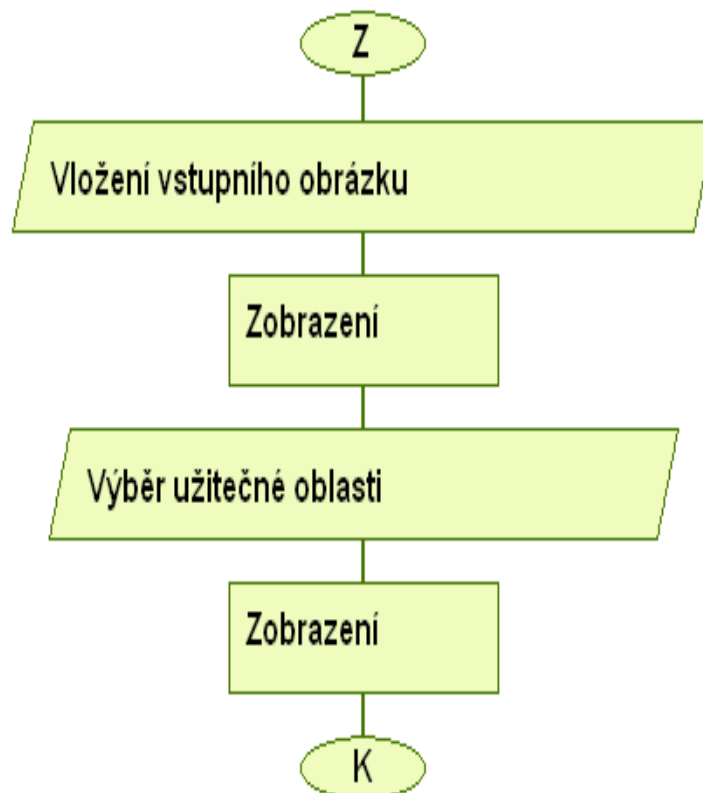 Z
Vložení vstupního obrázku
Zobrazení
Výběr užitečné oblasti
Zobrazení
K